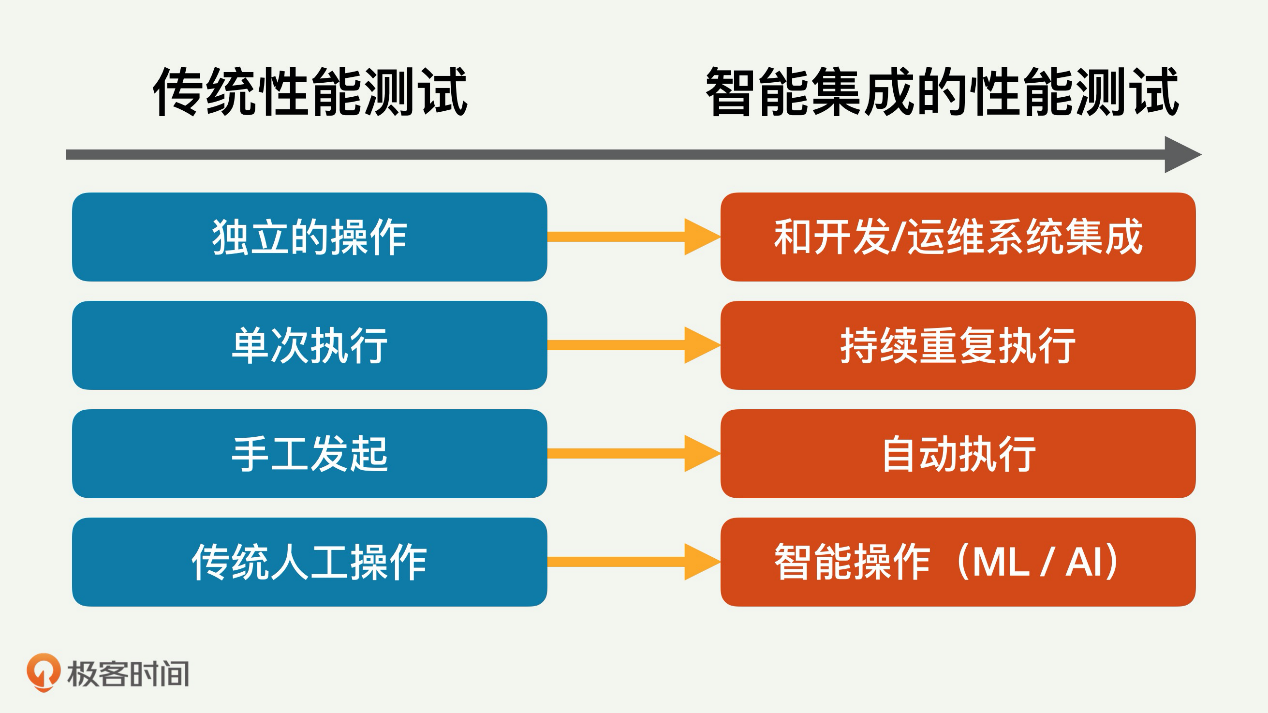 传统性能测试
智能集成的性能测试
独立的操作
和开发/运维系统集成
单次执行
持续重复执行
手工发起
自动执行
传统人工操作
智能操作（ML / AI）
极客时间